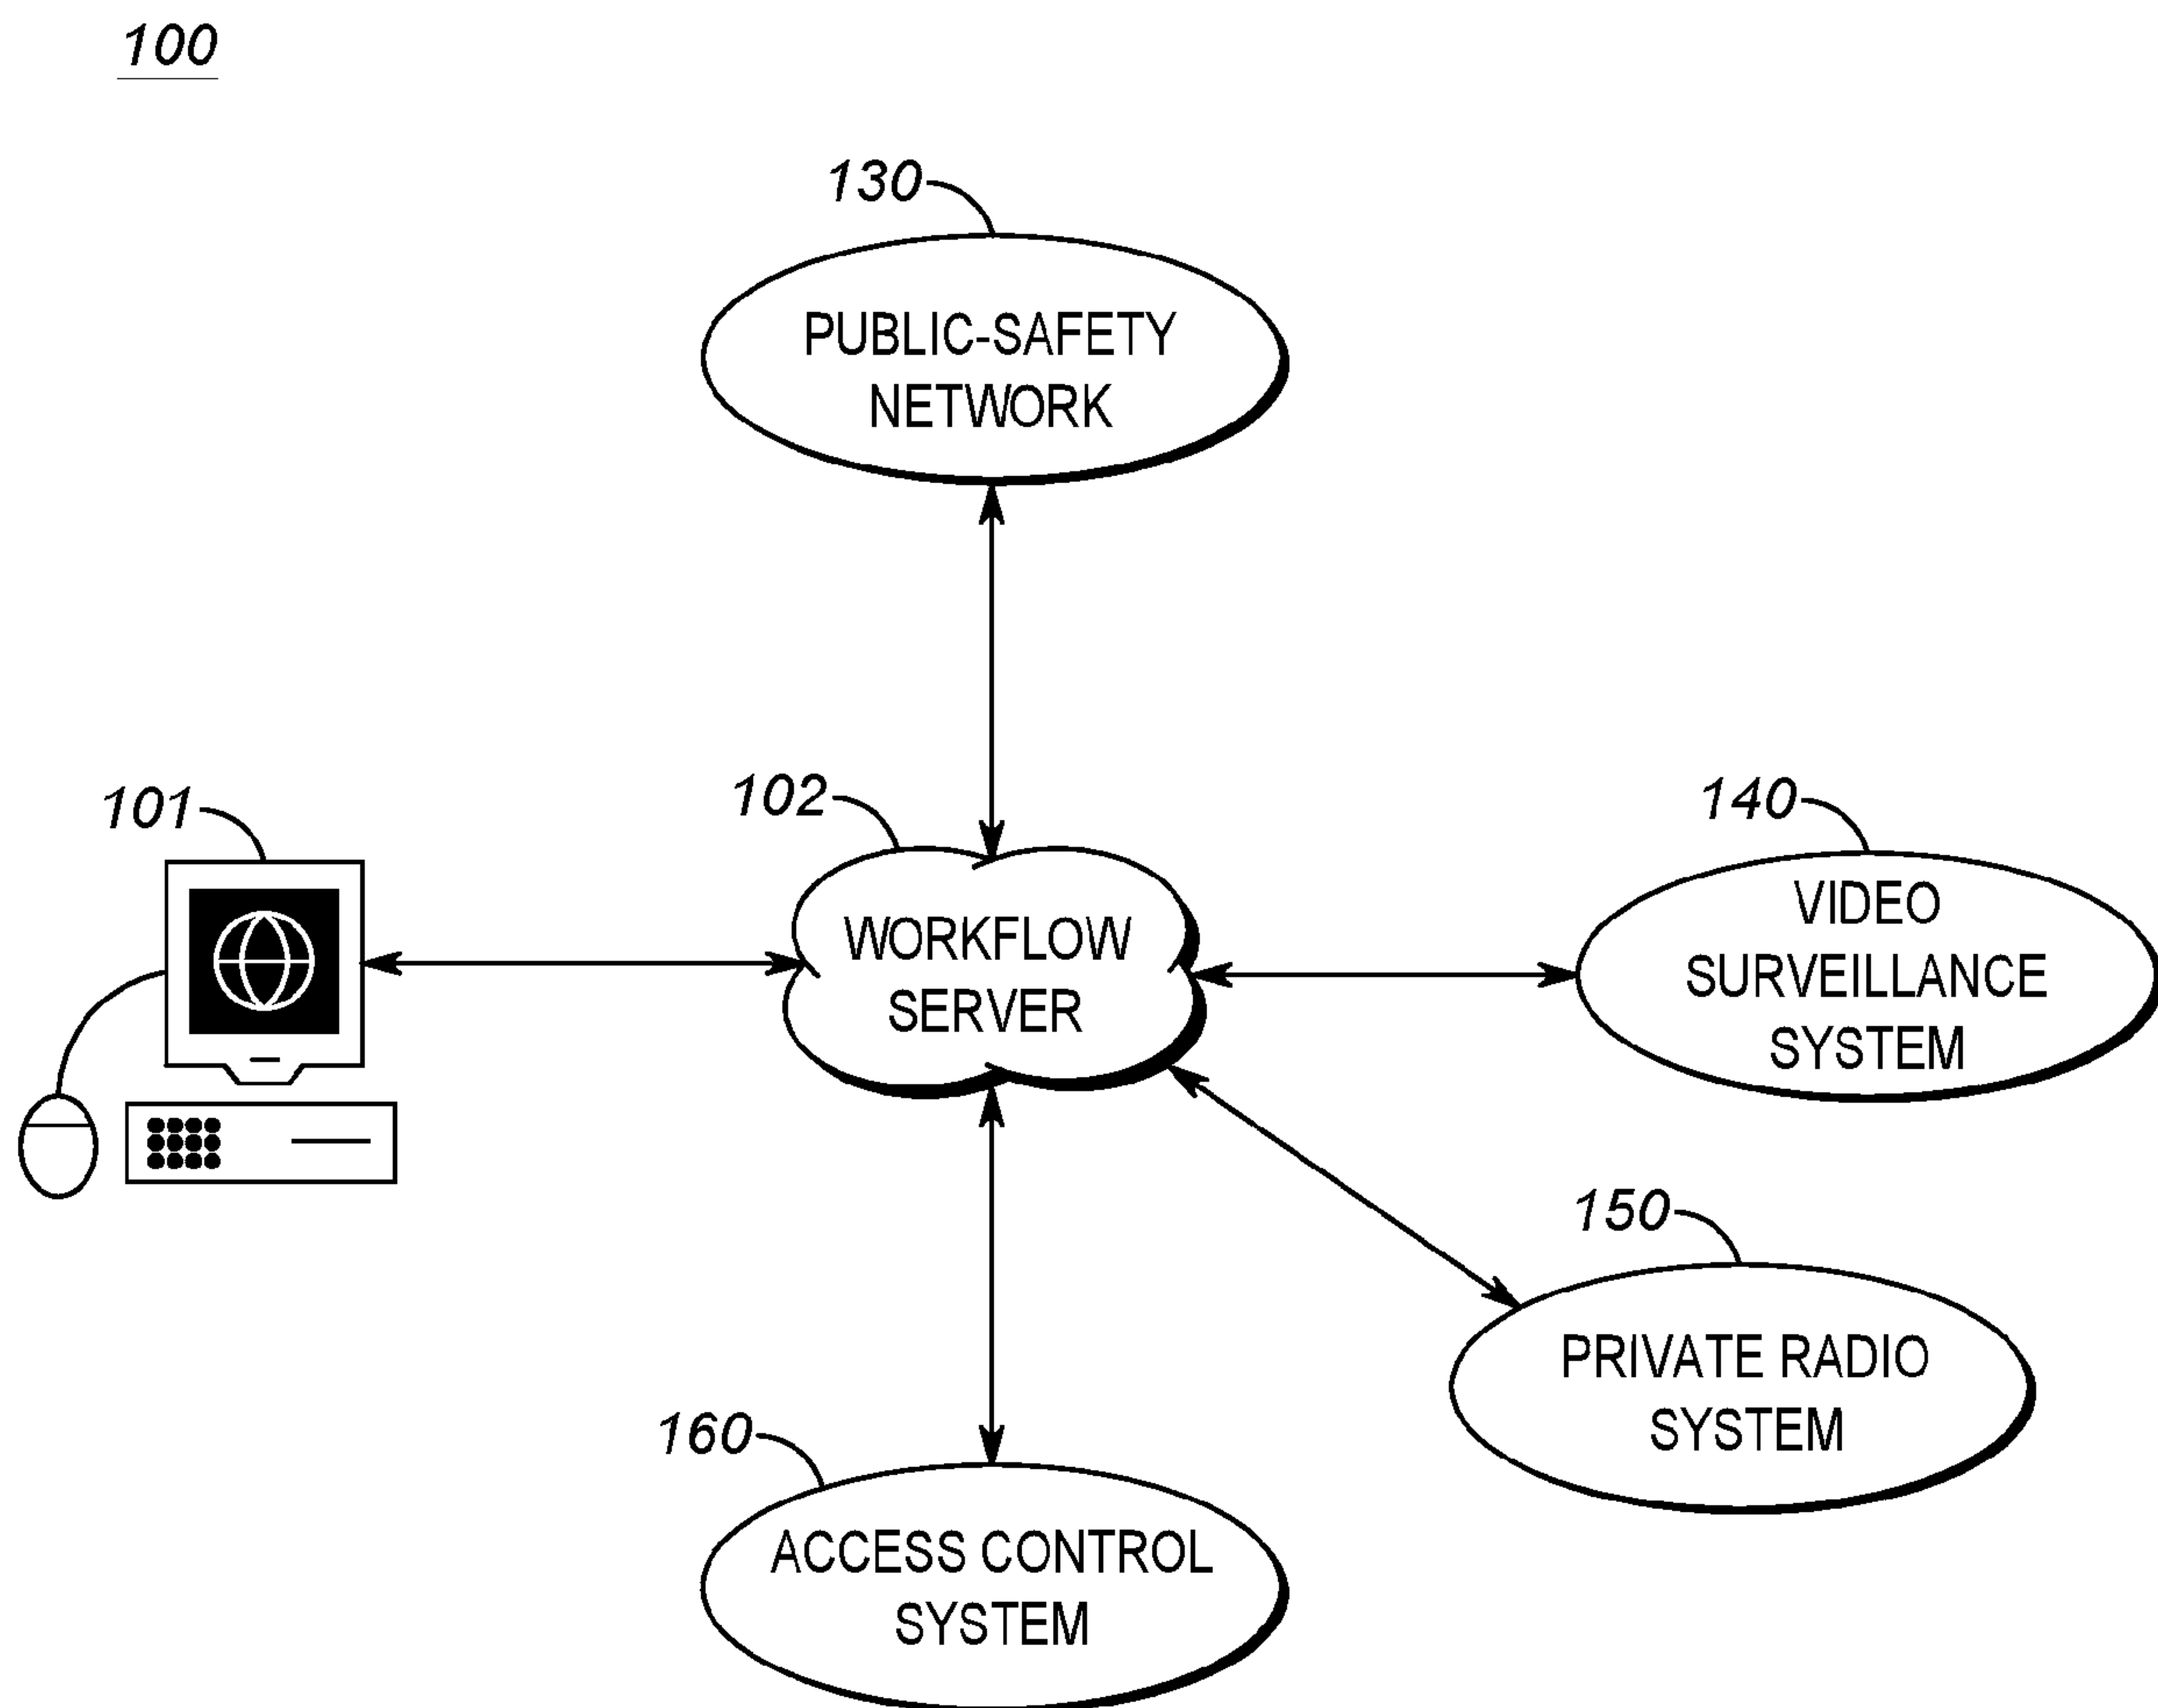 100
130
PUBLIC-SAFETY
NETWORK
101
102
WORKFLOW
SERVER
140
VIDEO
SURVEILLANCE
SYSTEM
150
PRIVATE RADIO
SYSTEM
160
ACCESS CONTROL
SYSTEM